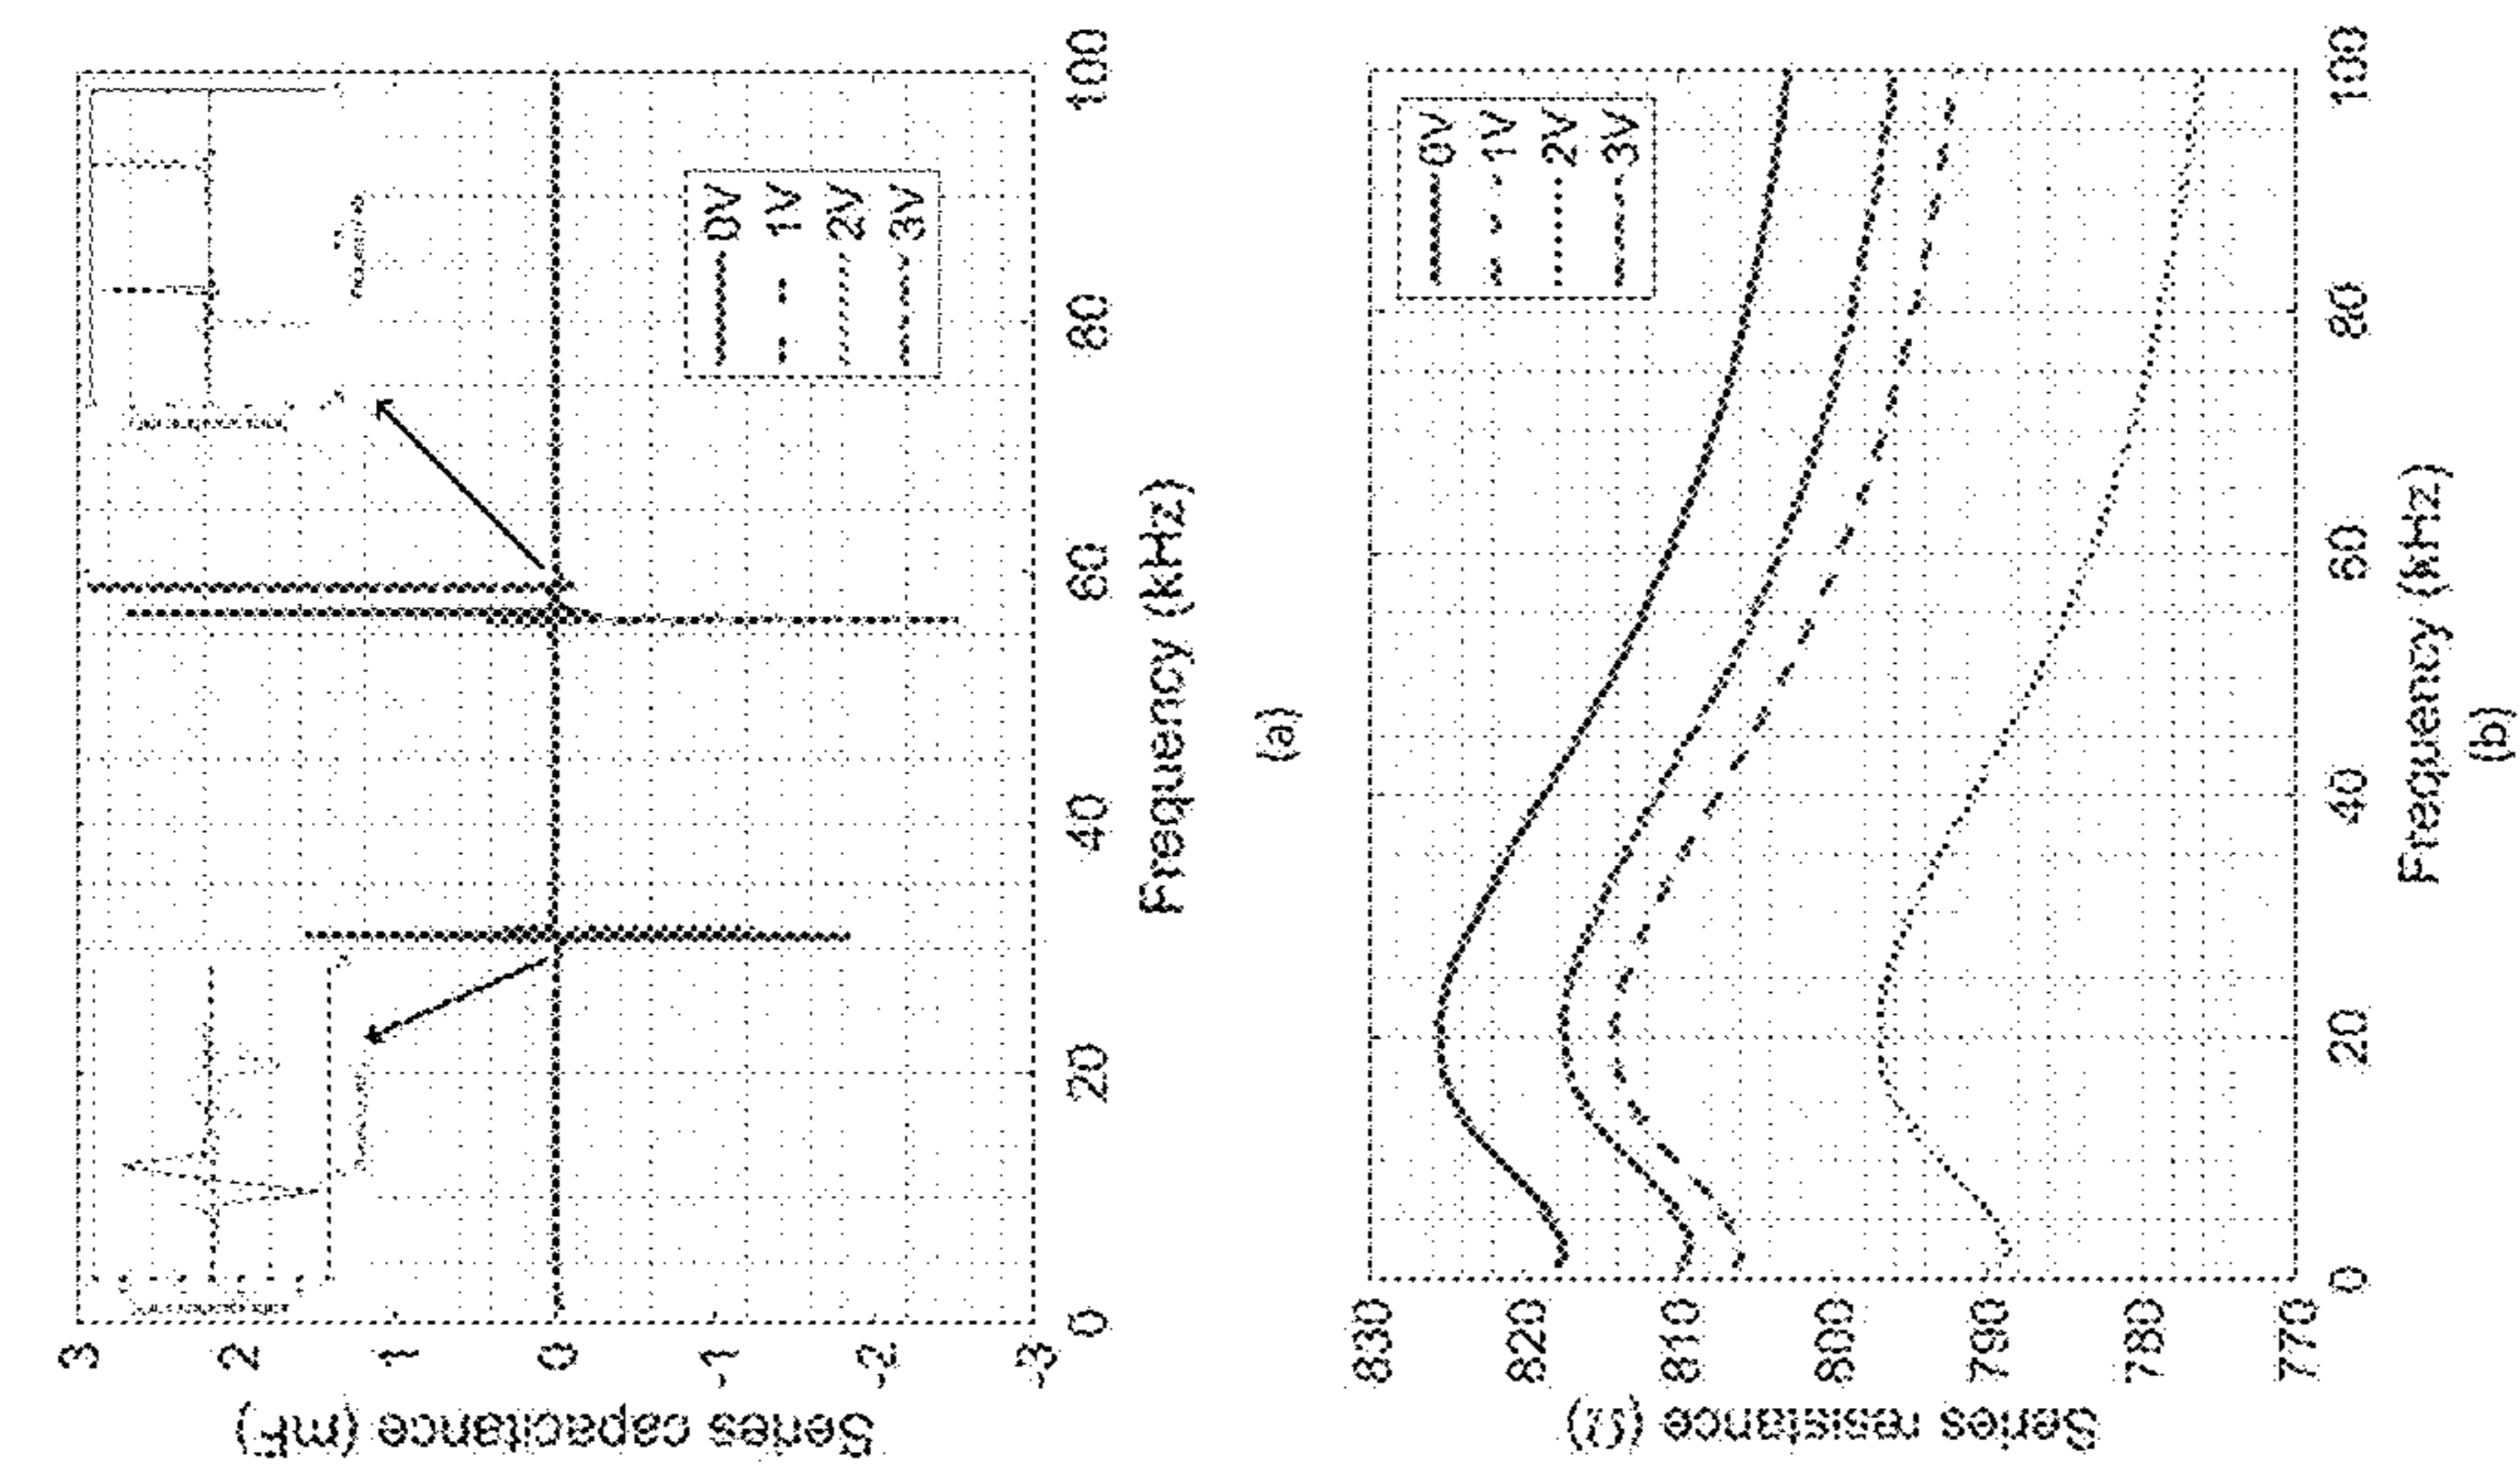 Series capacitance (mF)
3
2
1
0
-1
-2
-3
0
20
40
60
80
100
0V
1V
2V
3V
Frequency (kHz)
(a)
Series resistance (Ω)
830
820
810
800
790
780
770
0
20
40
60
80
100
0V
1V
2V
3V
Frequency (kHz)
(b)